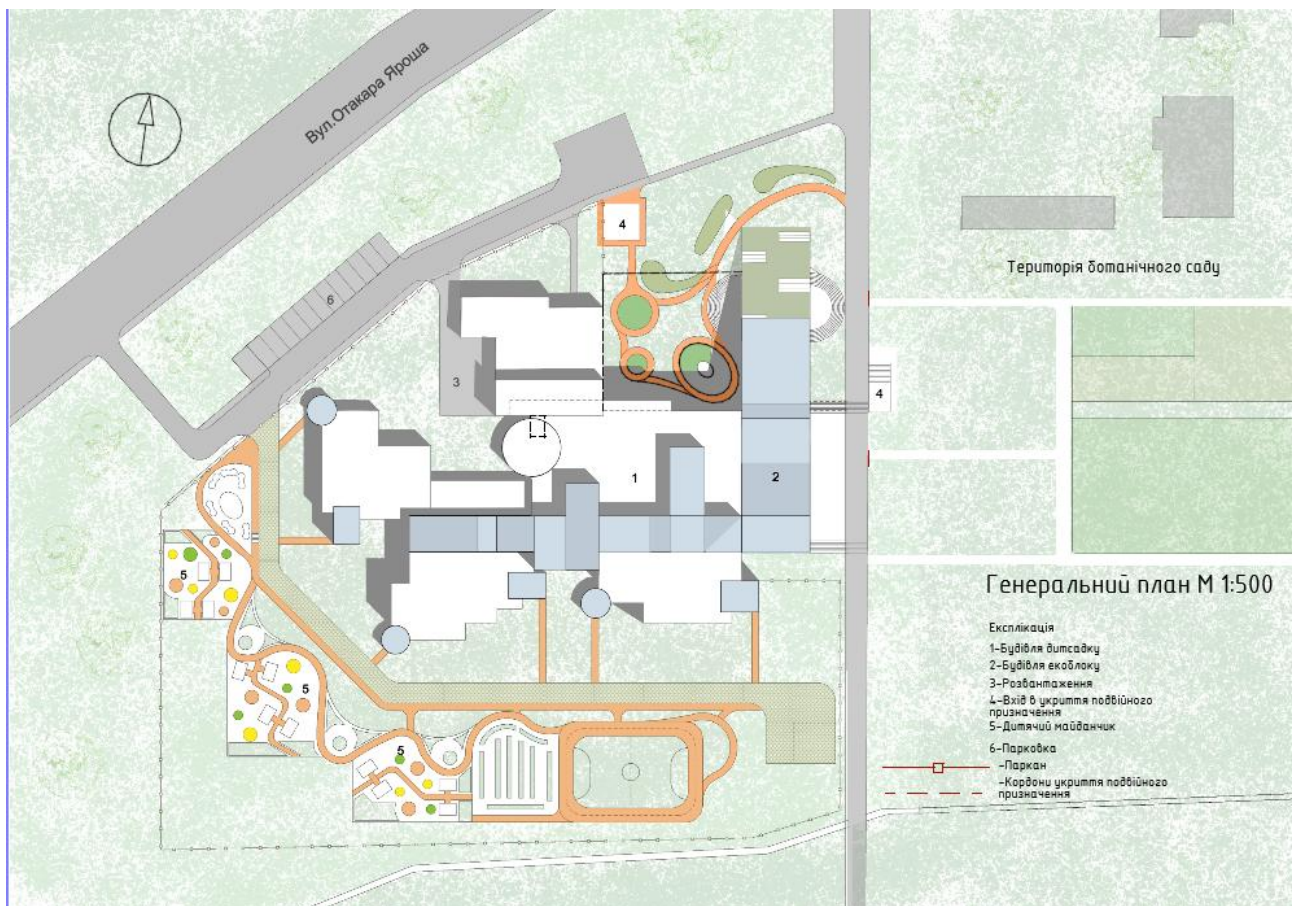 Вул.Отакара Яроша
4
Територія ботанічного саду
6
3
4
1
2
5
5
5
Генеральний план М 1:500
Експлікація
1-Будівля дитсадку
2-Будівля екоблоку
3-Розвантаження
4-Вхід в укриття подвійного
призначення
5-Дитячий майданчик
6-Парковка
-Паркан
-Кордони укриття подвійного
призначення